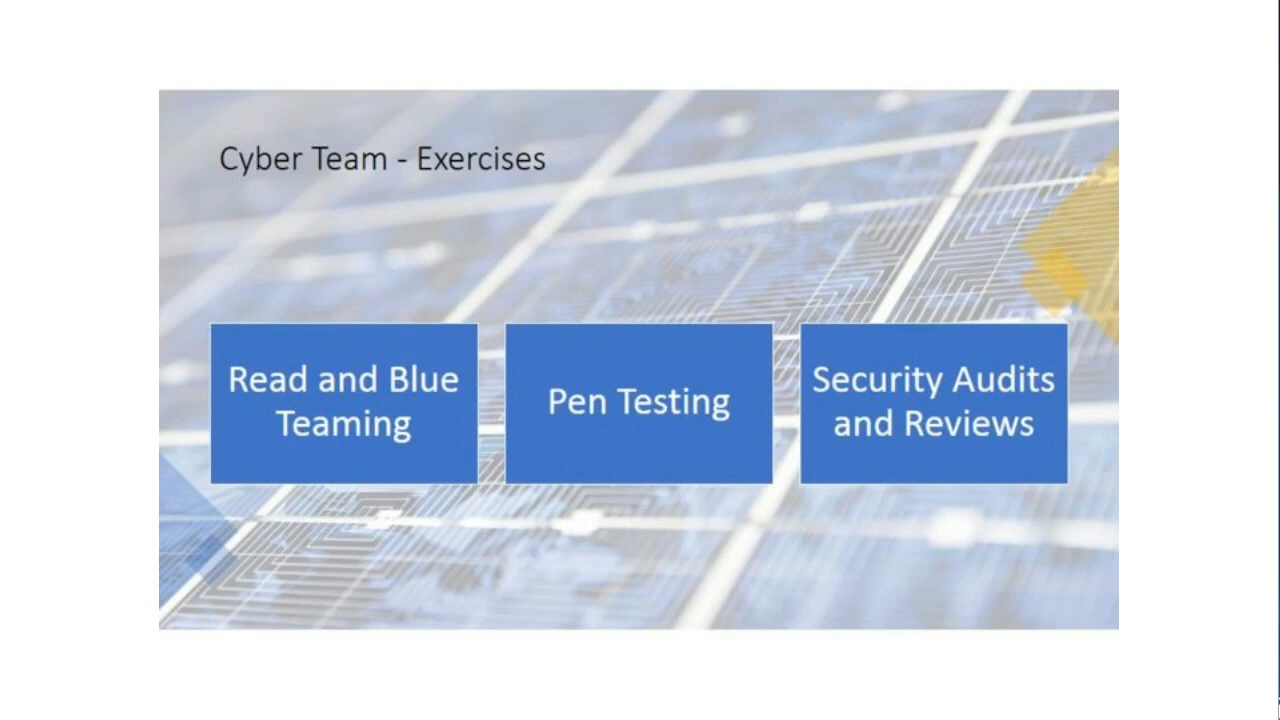 Cyber Team - Exercises
Read and Blue
Teaming
Pen Testing
Security Audits
and Reviews